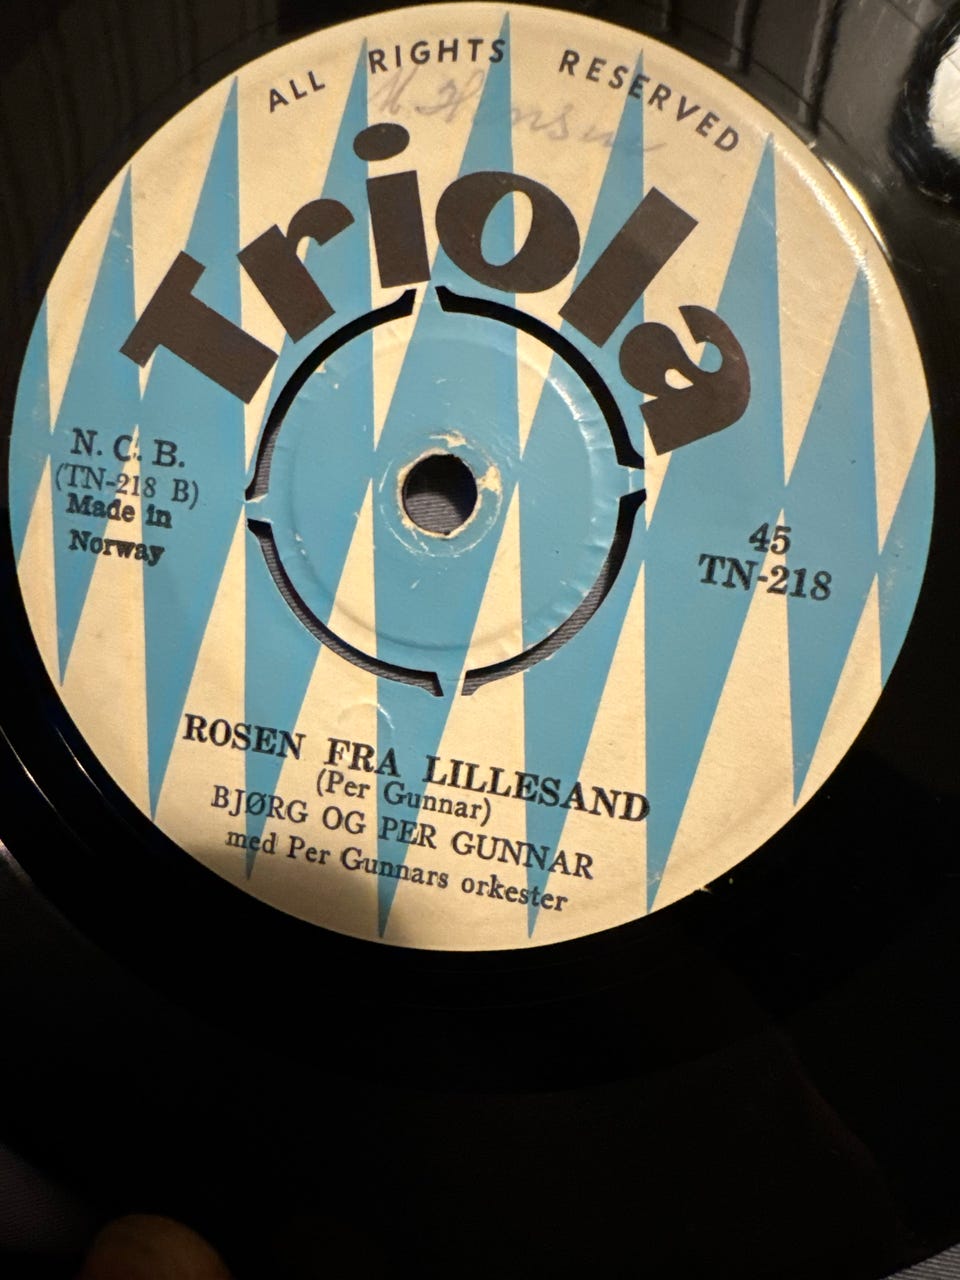 ALL RIGHTS RESERVED
Triola
N. C. B.
(TN-218 B)
Made in
Norway
45
TN-218
ROSEN FRA LILLESAND
(Per Gunnar)
BJØRG OG PER GUNNAR
med Per Gunnars orkester